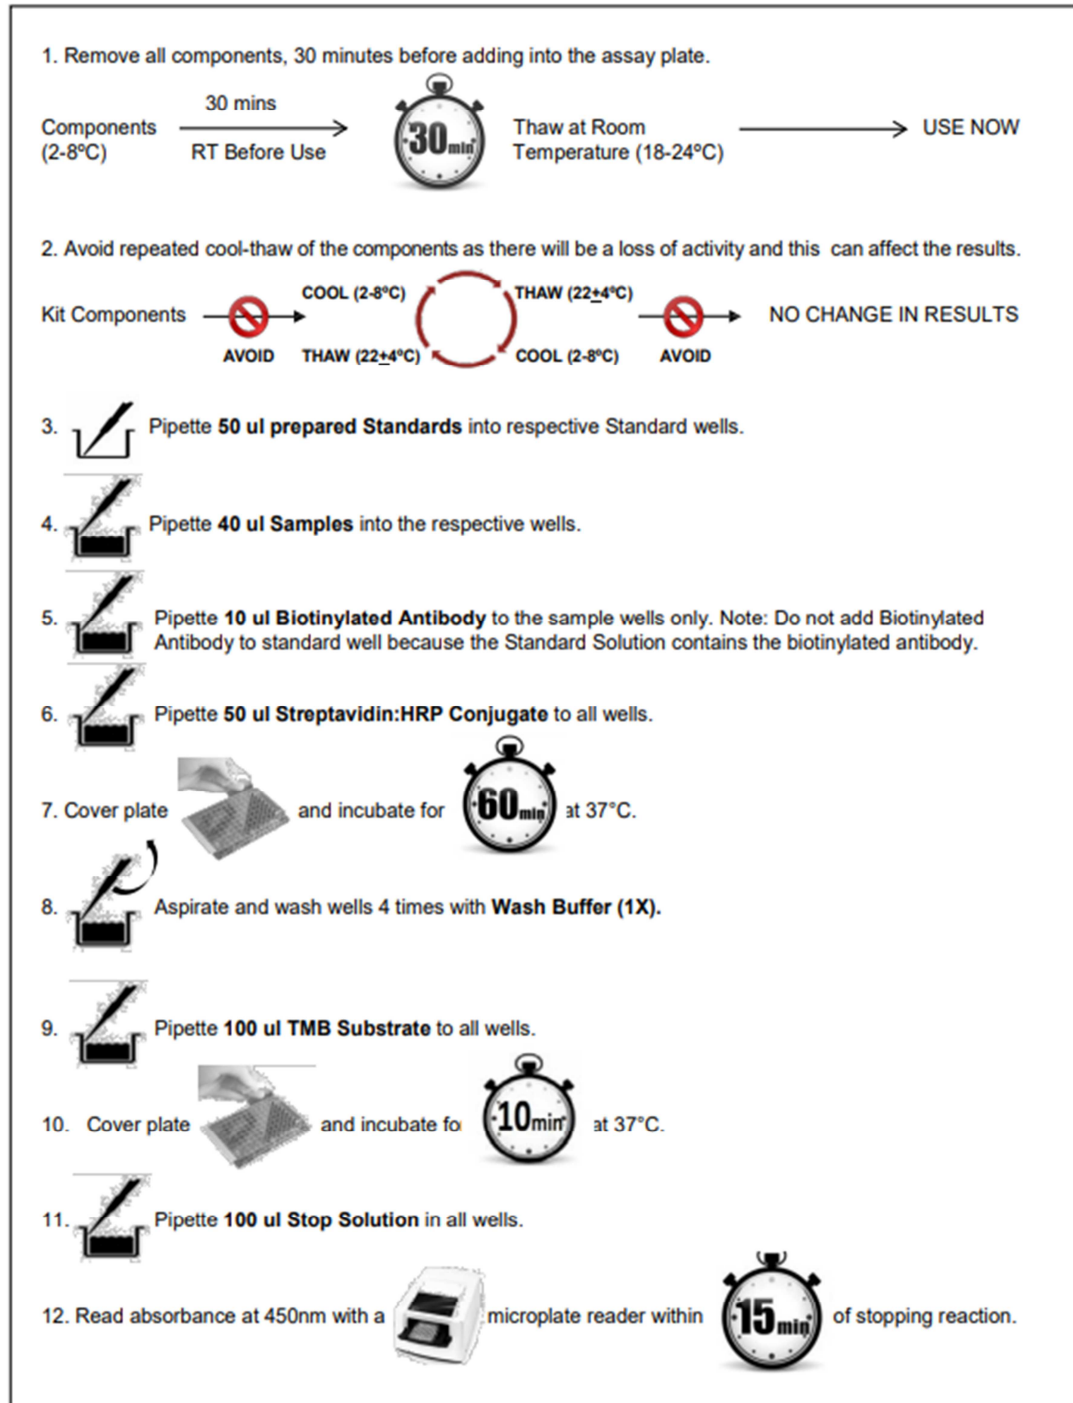 1. Remove all components, 30 minutes before adding into the assay plate.
30 mins
Components
(2-8ºC)
RT Before Use
30 min
Thaw at Room
Temperature (18-24ºC)
USE NOW
2. Avoid repeated cool-thaw of the components as there will be a loss of activity and this can affect the results.
Kit Components
AVOID
COOL (2-8ºC)
THAW (22±4ºC)
THAW (22±4ºC)
COOL (2-8ºC)
AVOID
NO CHANGE IN RESULTS
3. Pipette 50 ul prepared Standards into respective Standard wells.
4. Pipette 40 ul Samples into the respective wells.
5. Pipette 10 ul Biotinylated Antibody to the sample wells only. Note: Do not add Biotinylated
Antibody to standard well because the Standard Solution contains the biotinylated antibody.
6. Pipette 50 ul Streptavidin:HRP Conjugate to all wells.
7. Cover plate and incubate for 60 min at 37°C.
8. Aspirate and wash wells 4 times with Wash Buffer (1X).
9. Pipette 100 ul TMB Substrate to all wells.
10. Cover plate and incubate fo 10 min at 37°C.
11. Pipette 100 ul Stop Solution in all wells.
12. Read absorbance at 450nm with a microplate reader within 15 min of stopping reaction.